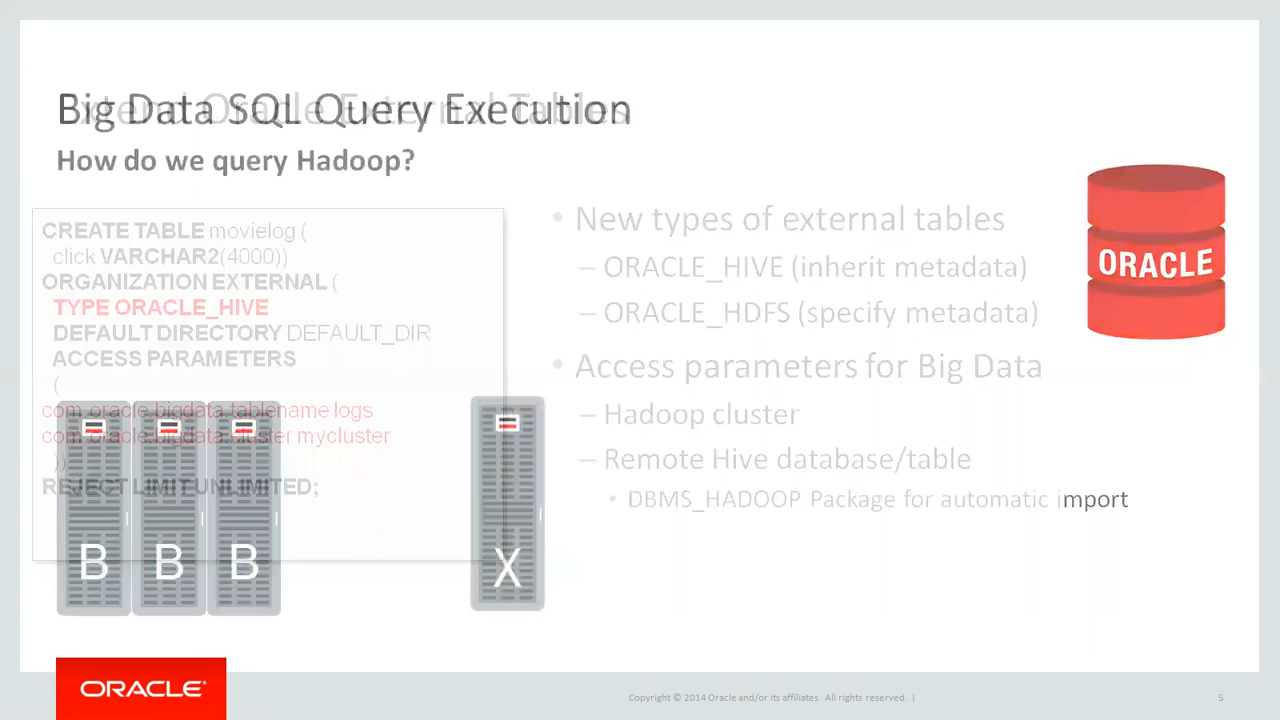 Big Data SQL Query Execution
Extend Oracle External Tables
How do we query Hadoop?
CREATE TABLE movielog (
click VARCHAR2(4000))
ORGANIZATION EXTERNAL (
TYPE ORACLE_HIVE
DEFAULT DIRECTORY DEFAULT_DIR
ACCESS PARAMETERS
(
com.oracle.bigdata.tablename logs
com.oracle.bigdata.cluster mycluster
))
REJECT LIMIT UNLIMITED;
B B B X
• New types of external tables
– ORACLE_HIVE (inherit metadata)
– ORACLE_HDFS (specify metadata)
• Access parameters for Big Data
– Hadoop cluster
– Remote Hive database/table
• DBMS_HADOOP Package for automatic import
ORACLE
ORACLE®
Copyright © 2014 Oracle and/or its affiliates. All rights reserved. |
5